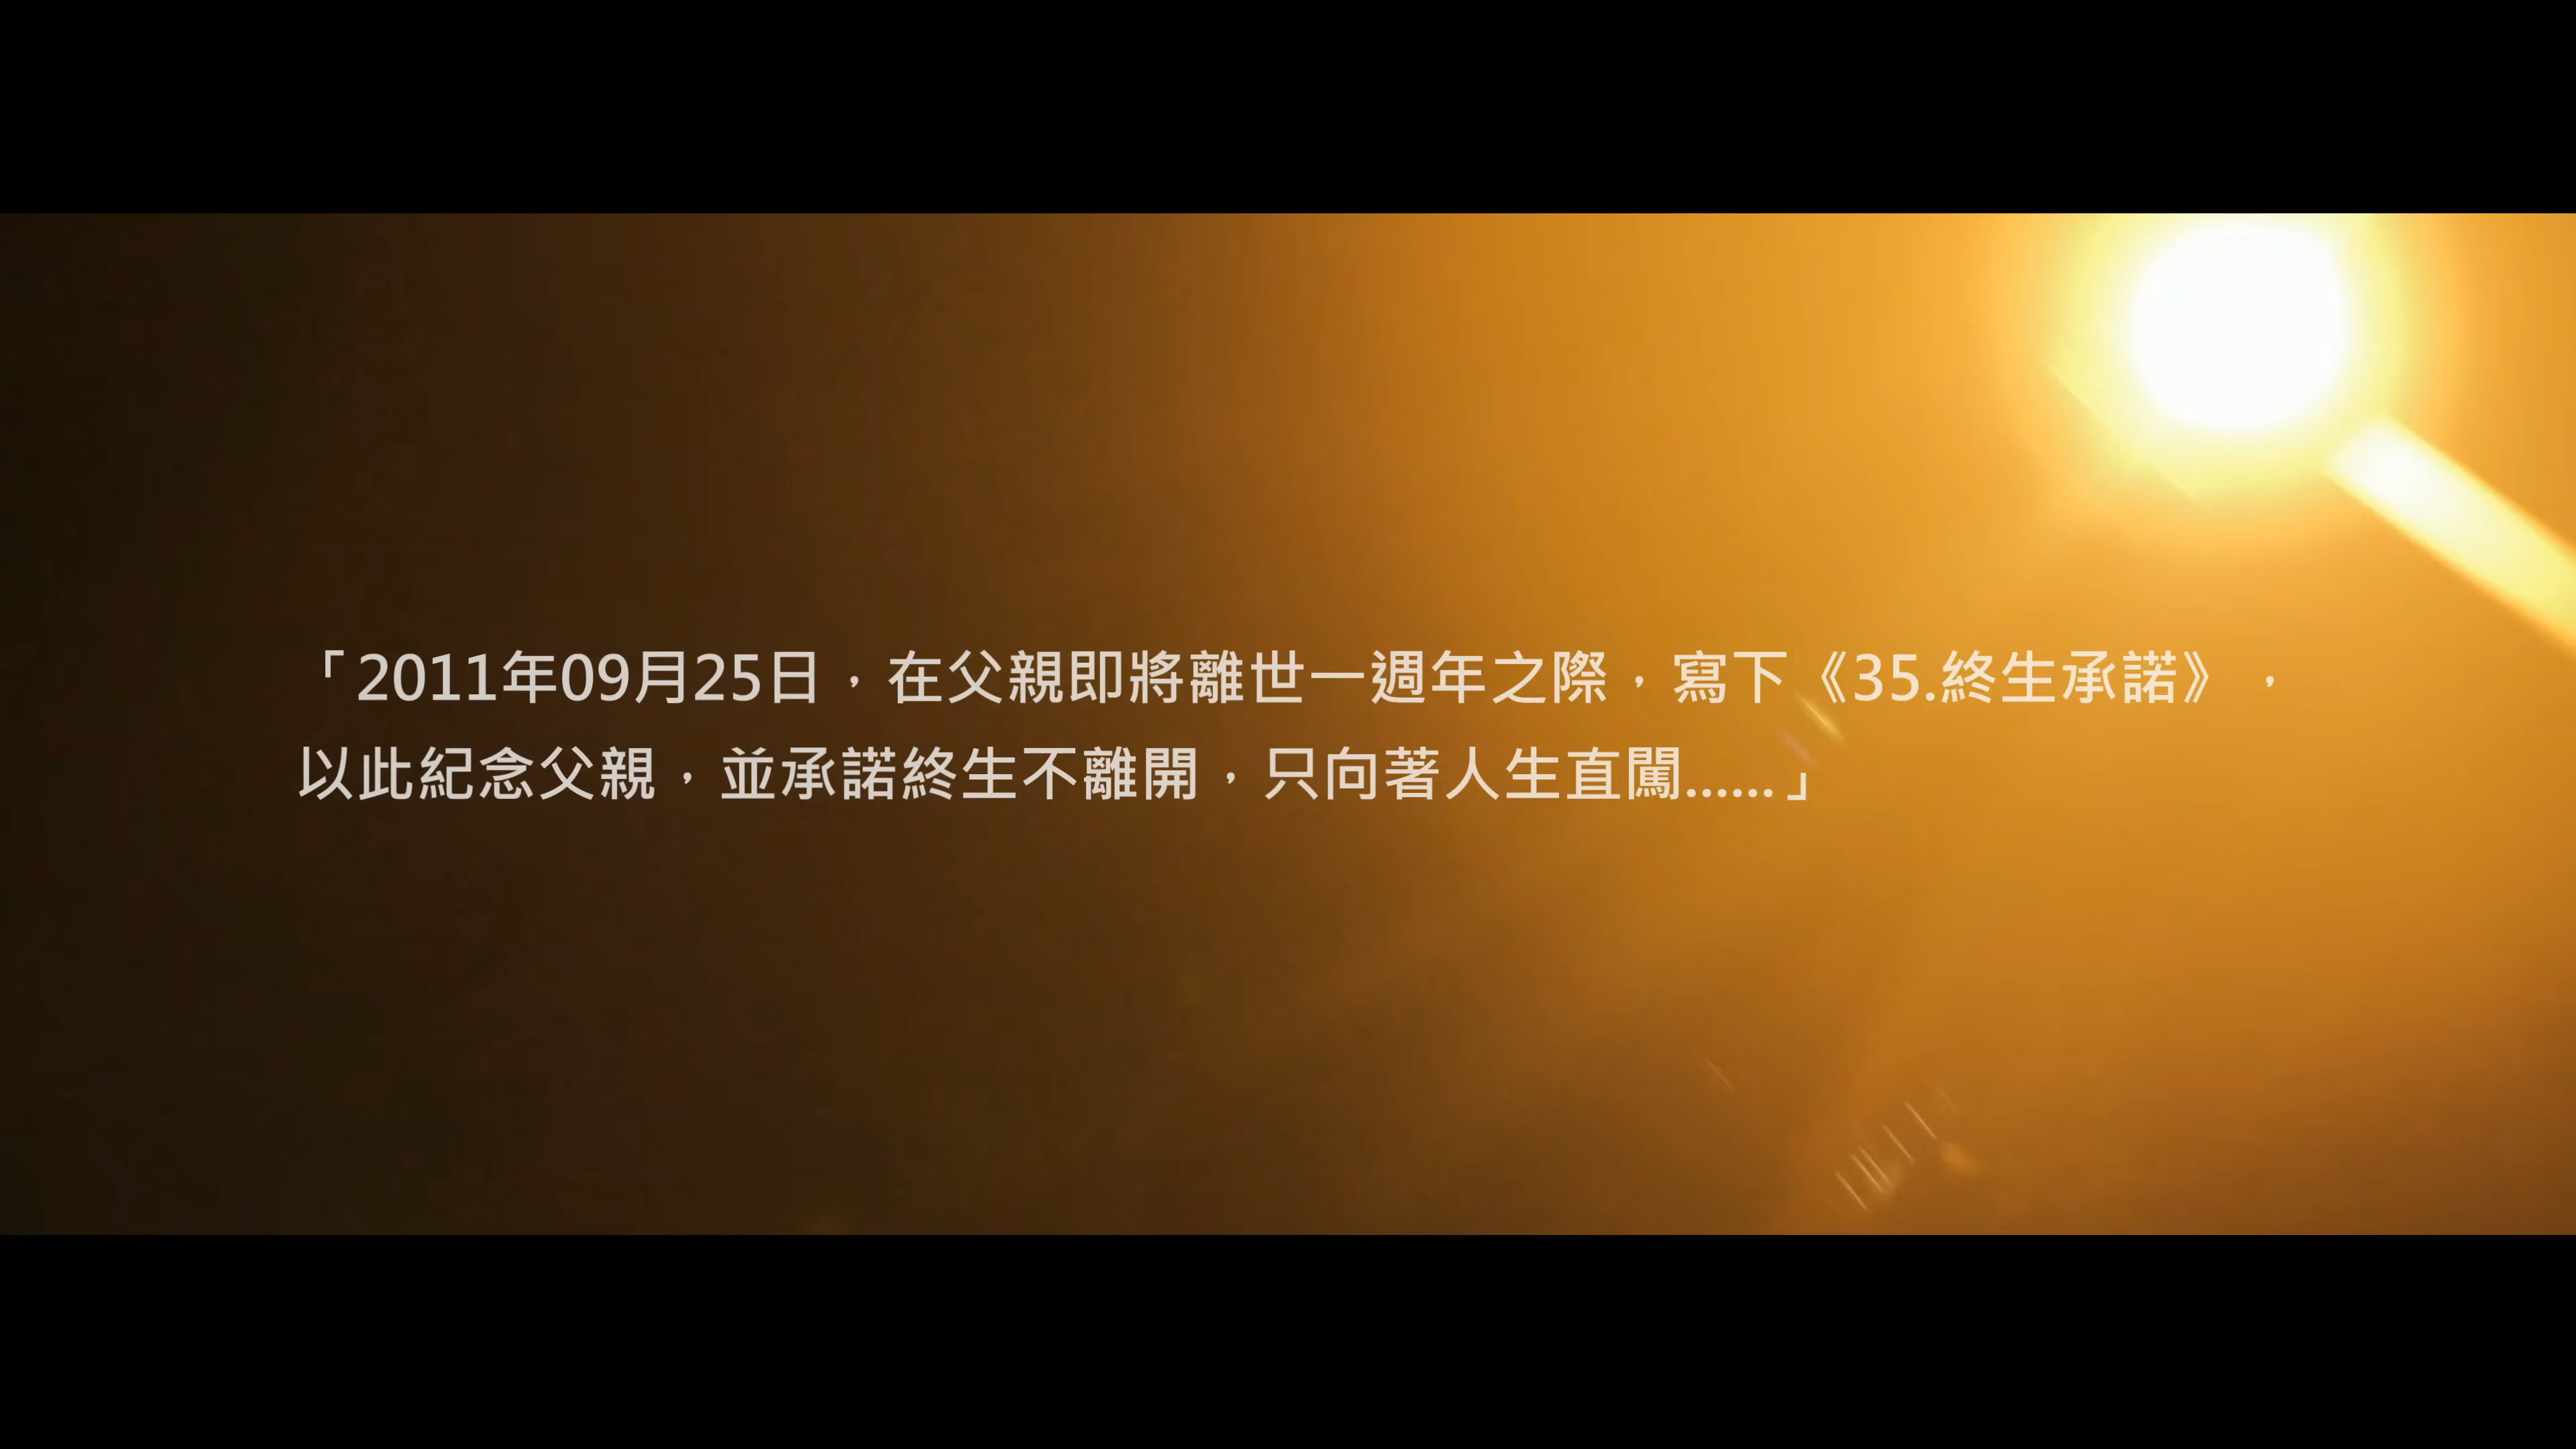 「2011年09月25日，在父親即將離世一週年之際，寫下《35.終生承諾》，
以此紀念父親，並承諾終生不離開，只向著人生直闖......」